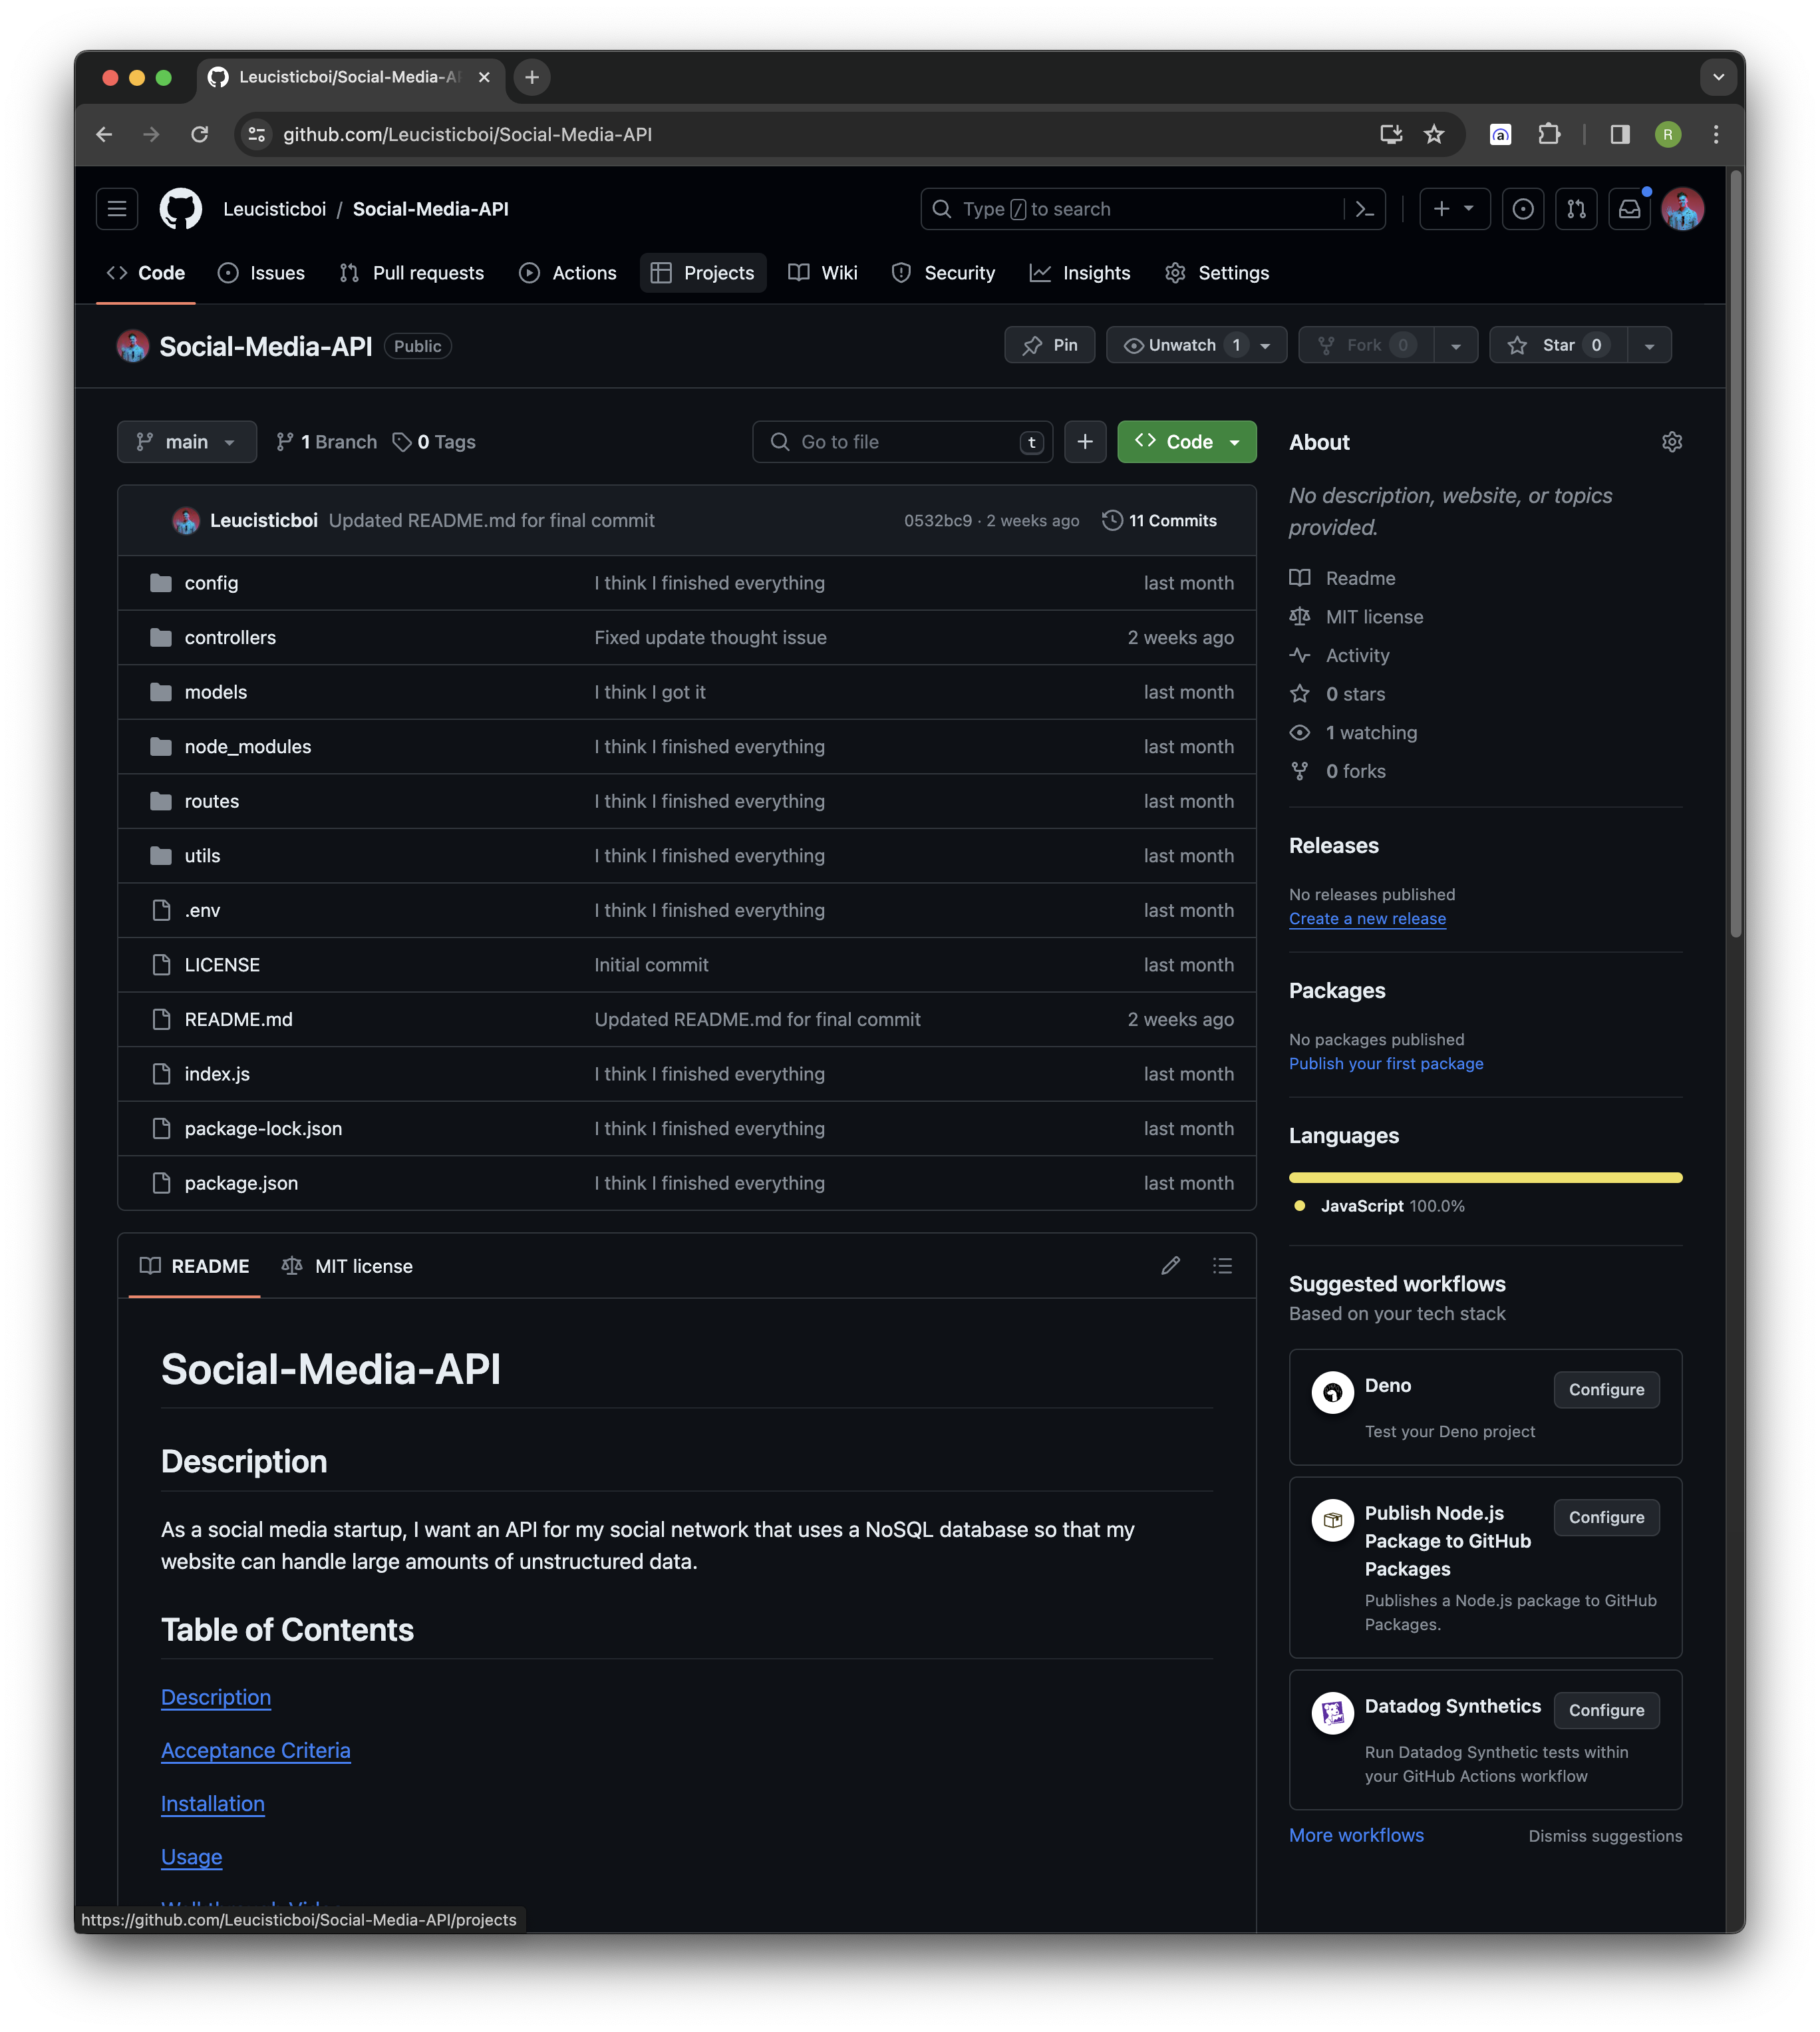 Leucisticboi/Social-Media-A
github.com/Leucisticboi/Social-Media-API
R
Leucisticboi / Social-Media-API
Type / to search
Code Issues Pull requests Actions Projects Wiki Security Insights Settings
Social-Media-API Public
Pin Unwatch 1 Fork 0 Star 0
main 1 Branch 0 Tags Go to file t Code
Leucisticboi Updated README.md for final commit 0532bc9 · 2 weeks ago 11 Commits
config I think I finished everything last month
controllers Fixed update thought issue 2 weeks ago
models I think I got it last month
node_modules I think I finished everything last month
routes I think I finished everything last month
utils I think I finished everything last month
.env I think I finished everything last month
LICENSE Initial commit last month
README.md Updated README.md for final commit 2 weeks ago
index.js I think I finished everything last month
package-lock.json I think I finished everything last month
package.json I think I finished everything last month
README MIT license
Social-Media-API
Description
As a social media startup, I want an API for my social network that uses a NoSQL database so that my
website can handle large amounts of unstructured data.
Table of Contents
Description
Acceptance Criteria
Installation
Usage
https://github.com/Leucisticboi/Social-Media-API/projects
About
No description, website, or topics
provided.
Readme
MIT license
Activity
0 stars
1 watching
0 forks
Releases
No releases published
Create a new release
Packages
No packages published
Publish your first package
Languages
JavaScript 100.0%
Suggested workflows
Based on your tech stack
Deno Configure
Test your Deno project
Publish Node.js Configure
Package to GitHub
Packages
Publishes a Node.js package to GitHub
Packages.
Datadog Synthetics Configure
Run Datadog Synthetic tests within
your GitHub Actions workflow
More workflows Dismiss suggestions